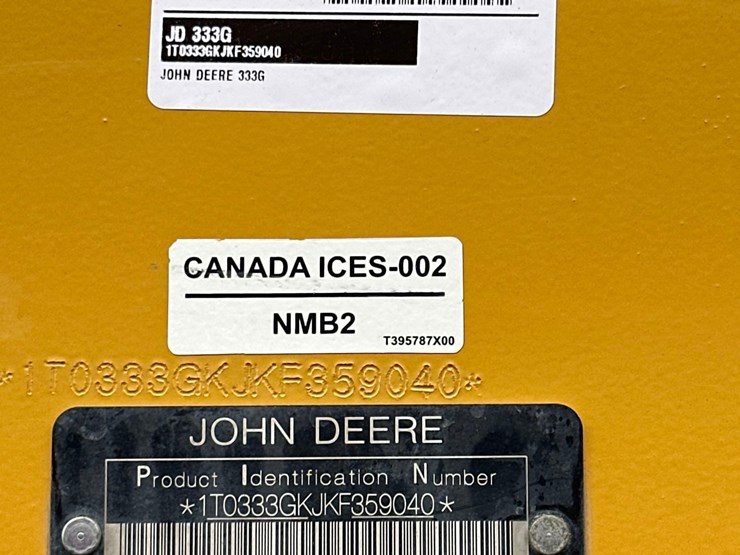 JD 333G
1T0333GKJKF359040
JOHN DEERE 333G
CANADA ICES-002
NMB2
T395787X00
*1T0333GKJKF359040*
JOHN DEERE
Product Identification Number
*1T0333GKJKF359040*